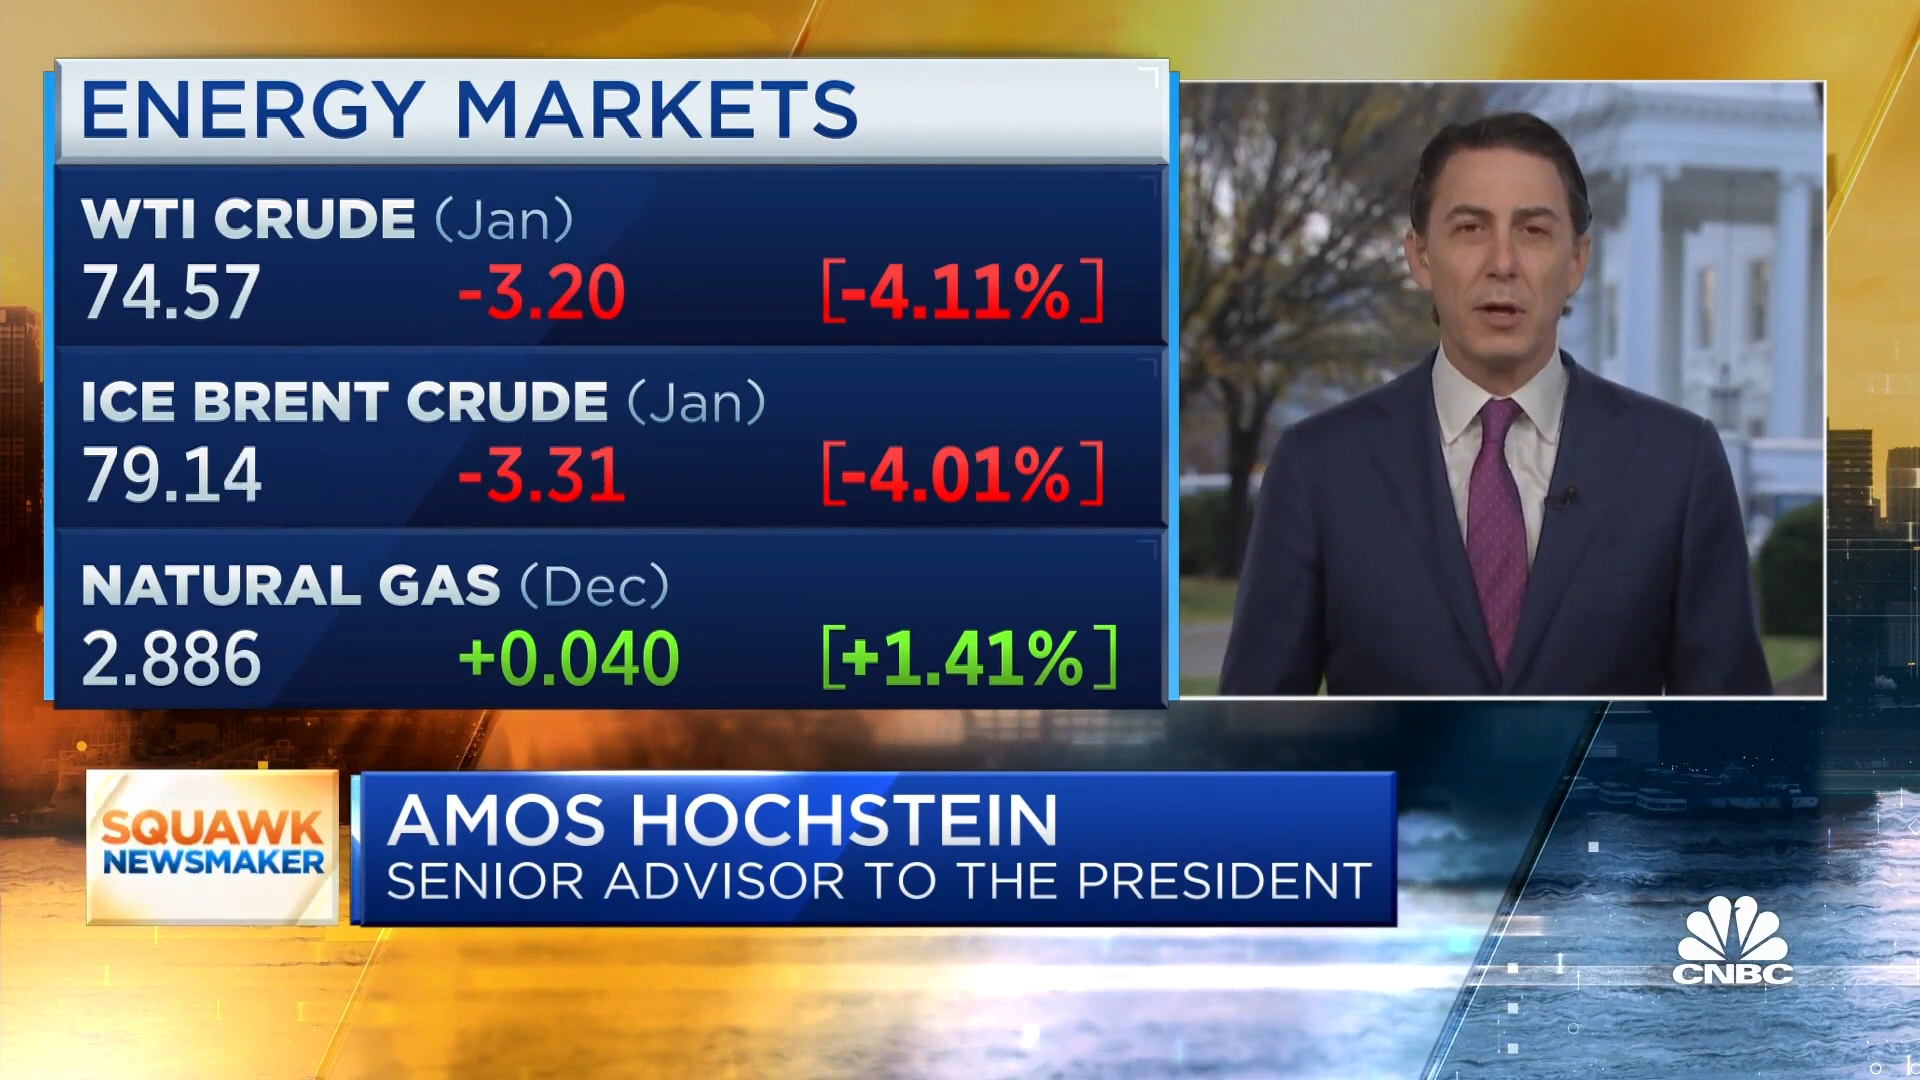 ENERGY MARKETS
WTI CRUDE (Jan)
74.57 -3.20 [-4.11%]
ICE BRENT CRUDE (Jan)
79.14 -3.31 [-4.01%]
NATURAL GAS (Dec)
2.886 +0.040 [+1.41%]
SQUAWK
NEWSMAKER
AMOS HOCHSTEIN
SENIOR ADVISOR TO THE PRESIDENT
CNBC